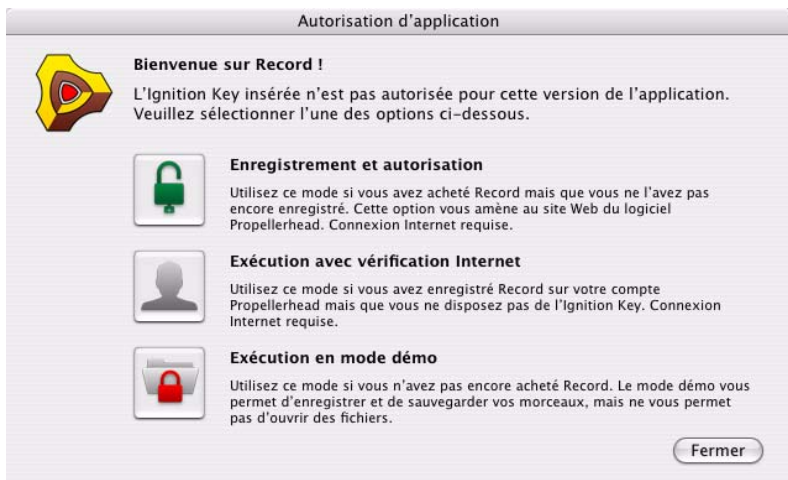 Autorisation d’application
Bienvenue sur Record !
L’Ignition Key insérée n’est pas autorisée pour cette version de l’application.
Veuillez sélectionner l’une des options ci-dessous.
Enregistrement et autorisation
Utilisez ce mode si vous avez acheté Record mais que vous ne l’avez pas
encore enregistré. Cette option vous amène au site Web du logiciel
Propellerhead. Connexion Internet requise.
Exécution avec vérification Internet
Utilisez ce mode si vous avez enregistré Record sur votre compte
Propellerhead mais que vous ne disposez pas de l’Ignition Key. Connexion
Internet requise.
Exécution en mode démo
Utilisez ce mode si vous n’avez pas encore acheté Record. Le mode démo vous
permet d’enregistrer et de sauvegarder vos morceaux, mais ne vous permet
pas d’ouvrir des fichiers.
Fermer